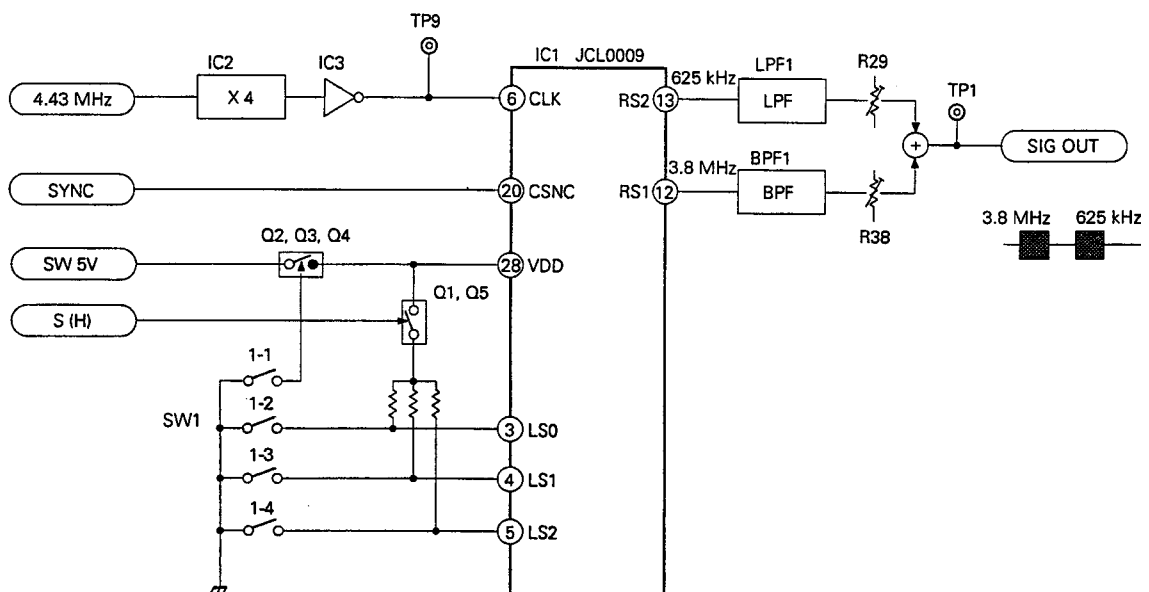 TP9
IC2
IC3
IC1 JCL0009
4.43 MHz
X 4
6 CLK
RS2 13
625 kHz
LPF1
LPF
R29
TP1
SIG OUT
SYNC
20 CSNC
RS1 12
3.8 MHz
BPF1
BPF
R38
3.8 MHz 625 kHz
Q2, Q3, Q4
SW 5V
28 VDD
Q1, Q5
S (H)
1-1
SW1
1-2
3 LS0
1-3
4 LS1
1-4
5 LS2